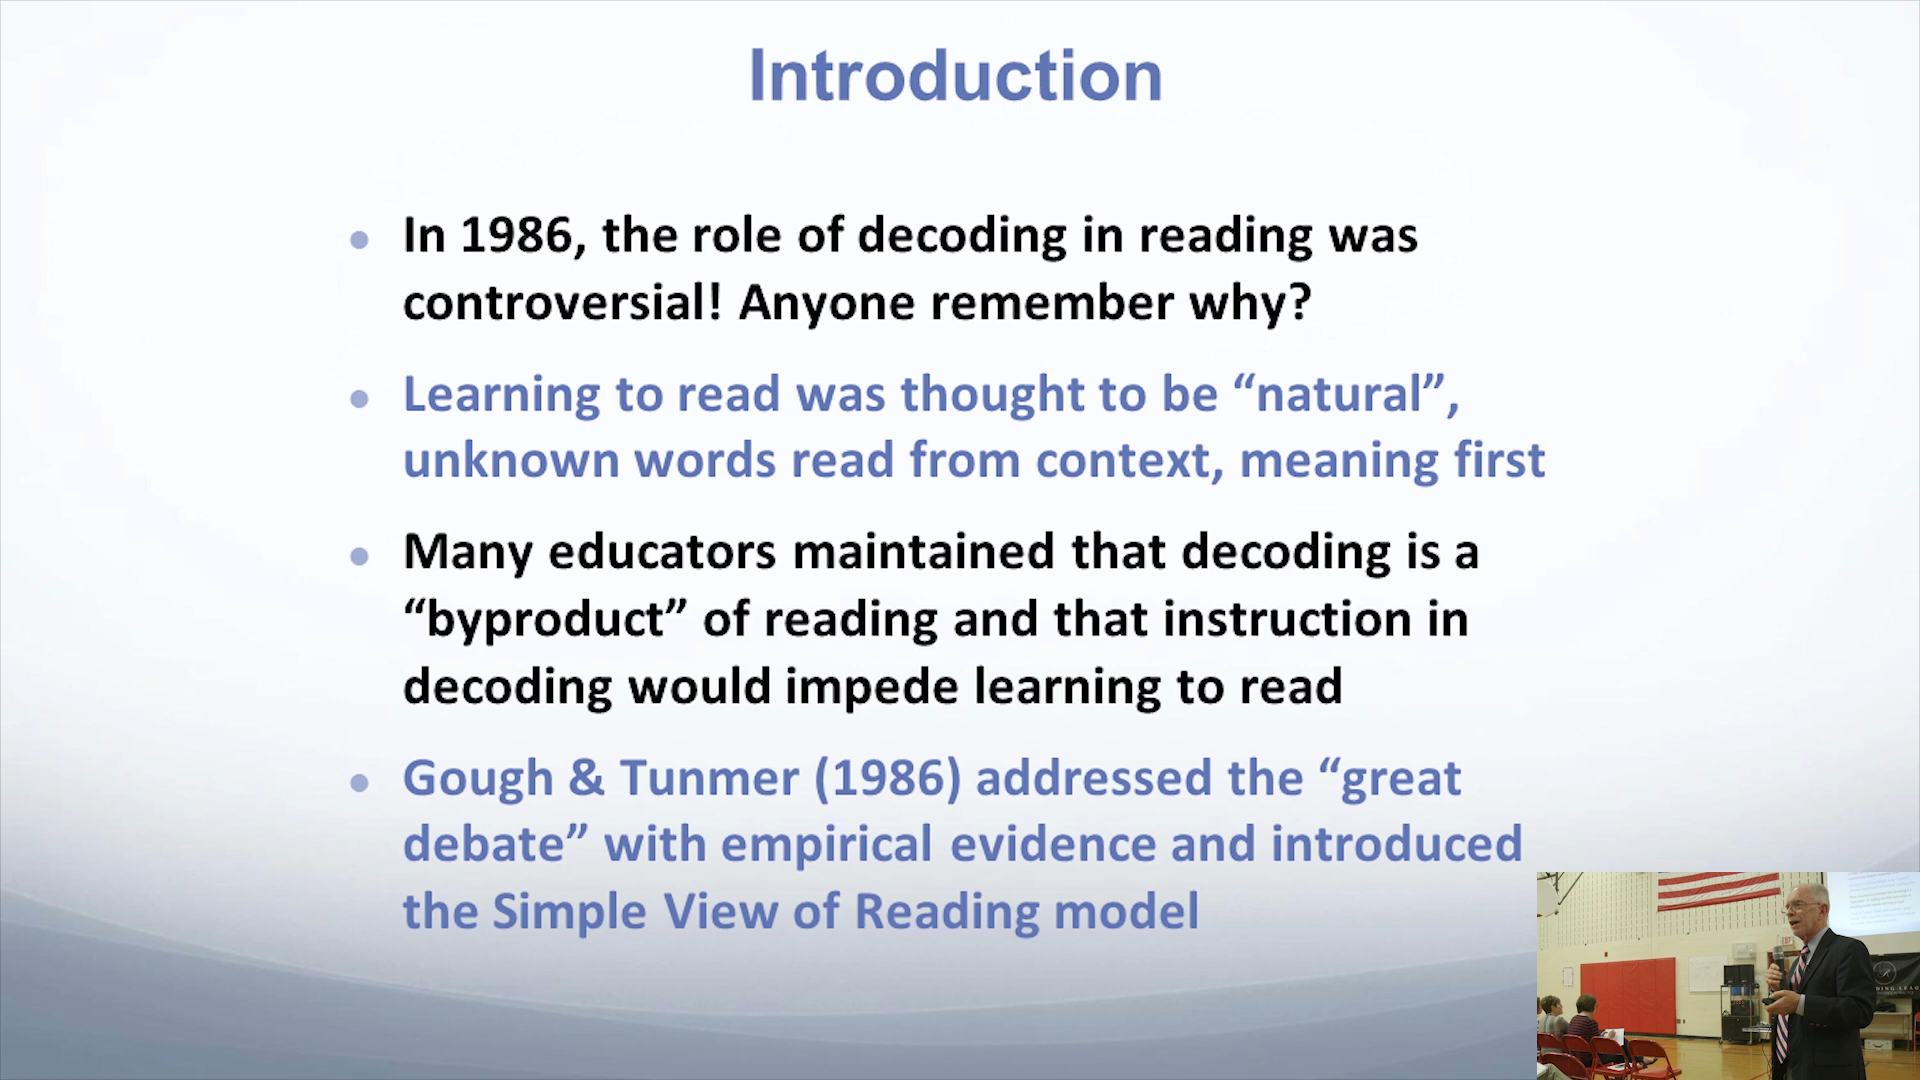 Introduction
In 1986, the role of decoding in reading was
controversial! Anyone remember why?
Learning to read was thought to be “natural”,
unknown words read from context, meaning first
Many educators maintained that decoding is a
“byproduct” of reading and that instruction in
decoding would impede learning to read
Gough & Tunmer (1986) addressed the “great
debate” with empirical evidence and introduced
the Simple View of Reading model
EXIT